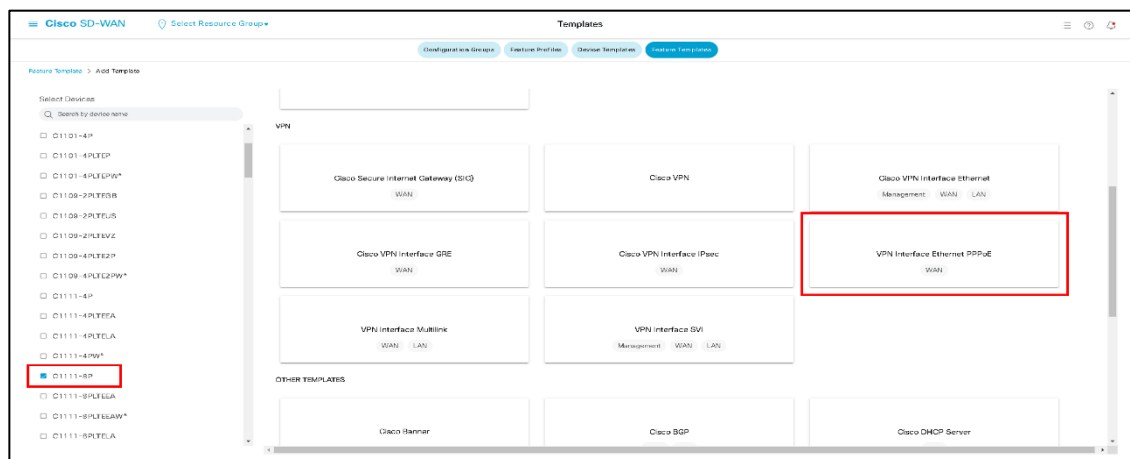 Cisco SD-WAN
Select Resource Group
Templates
Configuration Groups
Feature Profiles
Device Templates
Feature Templates
Feature Template > Add Template
Select Devices
Search by device name
C1101-4P
C1101-4PLTEP
C1101-4PLTEPW*
C1109-2PLTEGB
C1109-2PLTEUS
C1109-2PLTEVZ
C1109-4PLTE2P
C1109-4PLTE2PW*
C1111-4P
C1111-4PLTEEA
C1111-4PLTELA
C1111-4PW*
C1111-8P
C1111-8PLTEEA
C1111-8PLTEEAW*
C1111-8PLTELA
VPN
Cisco Secure Internet Gateway (SIG)
WAN
Cisco VPN
Cisco VPN Interface Ethernet
Management WAN LAN
Cisco VPN Interface GRE
WAN
Cisco VPN Interface IPsec
WAN
VPN Interface Ethernet PPPoE
WAN
VPN Interface Multilink
WAN LAN
VPN Interface SVI
Management WAN LAN
OTHER TEMPLATES
Cisco Banner
Cisco BGP
Cisco DHCP Server